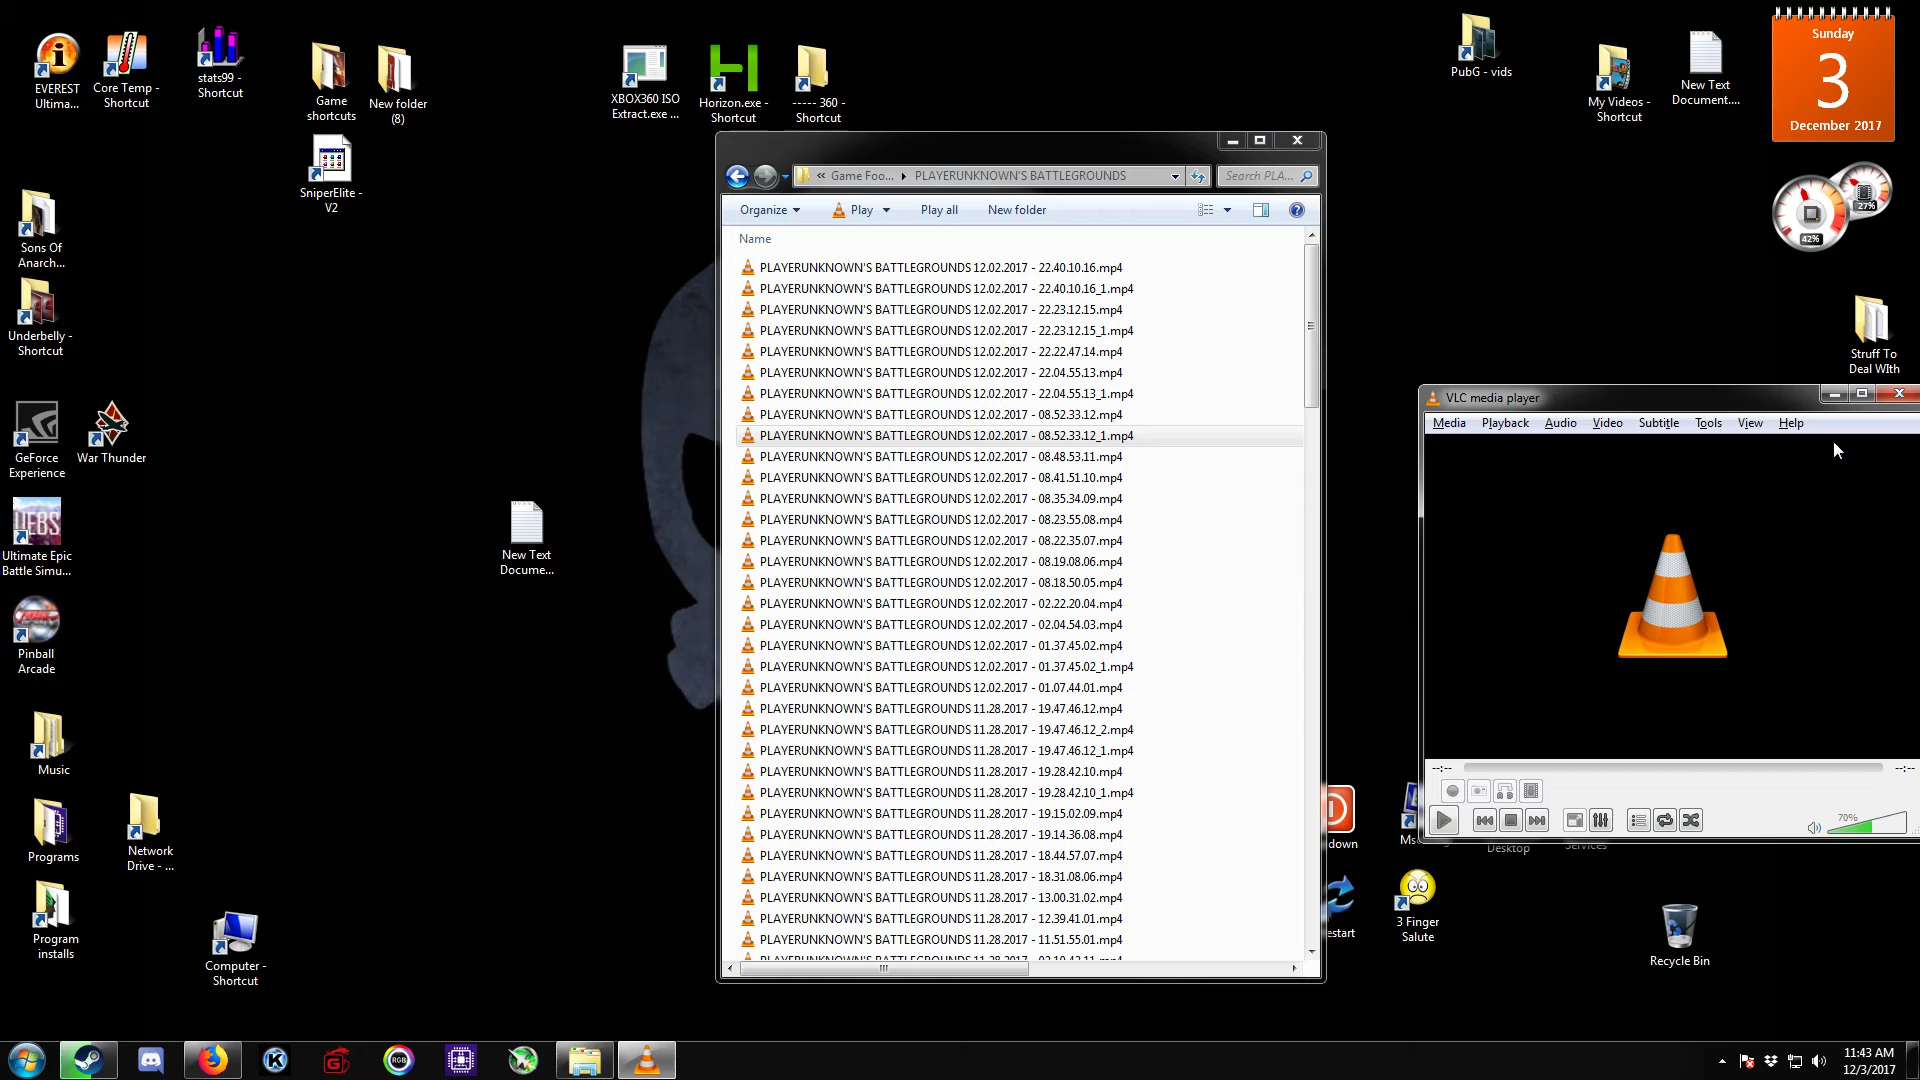 EVEREST
Ultima...
Core Temp -
Shortcut
stats99 -
Shortcut
Game
shortcuts
New folder
(8)
SniperElite -
V2
XBOX360 ISO
Extract.exe ...
Horizon.exe -
Shortcut
----- 360 -
Shortcut
PubG - vids
My Videos -
Shortcut
New Text
Document....
Sunday
3
December 2017
27%
42%
Sons Of
Anarch...
Underbelly -
Shortcut
GeForce
Experience
War Thunder
UEBS
Ultimate Epic
Battle Simu...
Pinball
Arcade
Music
Programs
Network
Drive - ...
Program
installs
Computer -
Shortcut
New Text
Docume...
Struff To
Deal WIth
« Game Foo... PLAYERUNKNOWN'S BATTLEGROUNDS
Search PLA...
Organize
Play
Play all
New folder
Name
PLAYERUNKNOWN'S BATTLEGROUNDS 12.02.2017 - 22.40.10.16.mp4
PLAYERUNKNOWN'S BATTLEGROUNDS 12.02.2017 - 22.40.10.16_1.mp4
PLAYERUNKNOWN'S BATTLEGROUNDS 12.02.2017 - 22.23.12.15.mp4
PLAYERUNKNOWN'S BATTLEGROUNDS 12.02.2017 - 22.23.12.15_1.mp4
PLAYERUNKNOWN'S BATTLEGROUNDS 12.02.2017 - 22.22.47.14.mp4
PLAYERUNKNOWN'S BATTLEGROUNDS 12.02.2017 - 22.04.55.13.mp4
PLAYERUNKNOWN'S BATTLEGROUNDS 12.02.2017 - 22.04.55.13_1.mp4
PLAYERUNKNOWN'S BATTLEGROUNDS 12.02.2017 - 08.52.33.12.mp4
PLAYERUNKNOWN'S BATTLEGROUNDS 12.02.2017 - 08.52.33.12_1.mp4
PLAYERUNKNOWN'S BATTLEGROUNDS 12.02.2017 - 08.48.53.11.mp4
PLAYERUNKNOWN'S BATTLEGROUNDS 12.02.2017 - 08.41.51.10.mp4
PLAYERUNKNOWN'S BATTLEGROUNDS 12.02.2017 - 08.35.34.09.mp4
PLAYERUNKNOWN'S BATTLEGROUNDS 12.02.2017 - 08.23.55.08.mp4
PLAYERUNKNOWN'S BATTLEGROUNDS 12.02.2017 - 08.22.35.07.mp4
PLAYERUNKNOWN'S BATTLEGROUNDS 12.02.2017 - 08.19.08.06.mp4
PLAYERUNKNOWN'S BATTLEGROUNDS 12.02.2017 - 08.18.50.05.mp4
PLAYERUNKNOWN'S BATTLEGROUNDS 12.02.2017 - 02.22.20.04.mp4
PLAYERUNKNOWN'S BATTLEGROUNDS 12.02.2017 - 02.04.54.03.mp4
PLAYERUNKNOWN'S BATTLEGROUNDS 12.02.2017 - 01.37.45.02.mp4
PLAYERUNKNOWN'S BATTLEGROUNDS 12.02.2017 - 01.37.45.02_1.mp4
PLAYERUNKNOWN'S BATTLEGROUNDS 12.02.2017 - 01.07.44.01.mp4
PLAYERUNKNOWN'S BATTLEGROUNDS 11.28.2017 - 19.47.46.12.mp4
PLAYERUNKNOWN'S BATTLEGROUNDS 11.28.2017 - 19.47.46.12_2.mp4
PLAYERUNKNOWN'S BATTLEGROUNDS 11.28.2017 - 19.47.46.12_1.mp4
PLAYERUNKNOWN'S BATTLEGROUNDS 11.28.2017 - 19.28.42.10.mp4
PLAYERUNKNOWN'S BATTLEGROUNDS 11.28.2017 - 19.28.42.10_1.mp4
PLAYERUNKNOWN'S BATTLEGROUNDS 11.28.2017 - 19.15.02.09.mp4
PLAYERUNKNOWN'S BATTLEGROUNDS 11.28.2017 - 19.14.36.08.mp4
PLAYERUNKNOWN'S BATTLEGROUNDS 11.28.2017 - 18.44.57.07.mp4
PLAYERUNKNOWN'S BATTLEGROUNDS 11.28.2017 - 18.31.08.06.mp4
PLAYERUNKNOWN'S BATTLEGROUNDS 11.28.2017 - 13.00.31.02.mp4
PLAYERUNKNOWN'S BATTLEGROUNDS 11.28.2017 - 12.39.41.01.mp4
PLAYERUNKNOWN'S BATTLEGROUNDS 11.28.2017 - 11.51.55.01.mp4
VLC media player
Media Playback Audio Video Subtitle Tools View Help
--:--
--:--
70%
down
Desktop
Services
estart
3 Finger
Salute
Recycle Bin
RGB
11:43 AM
12/3/2017